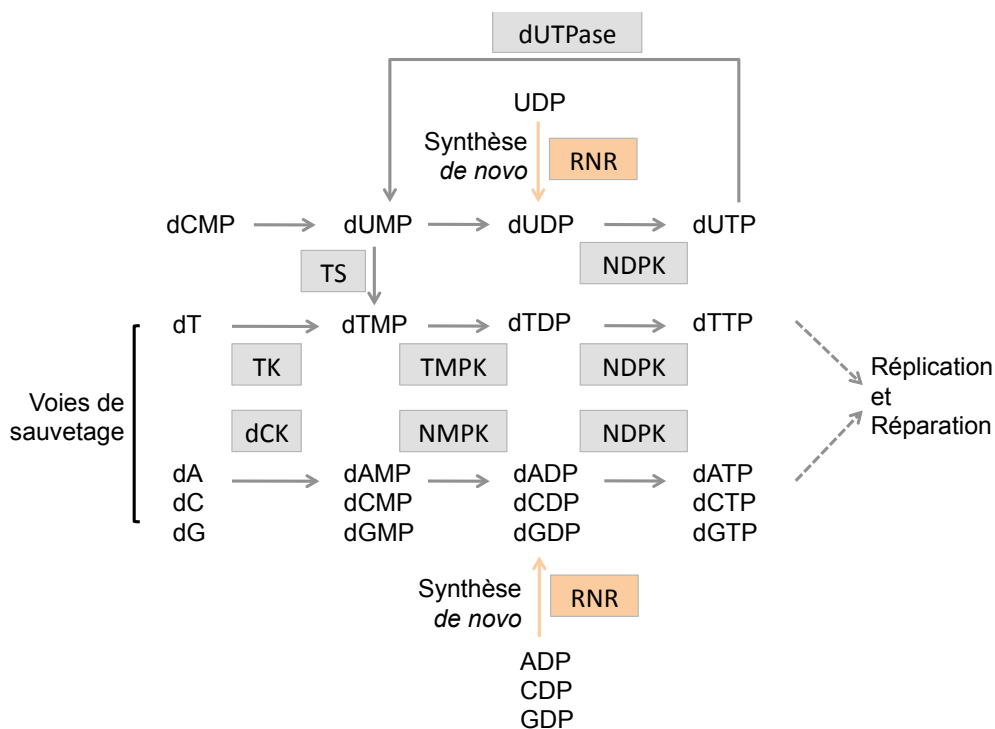 dUTPase
UDP
Synthèse
de novo
RNR
dCMP
dUMP
dUDP
dUTP
TS
NDPK
dT
dTMP
dTDP
dTTP
TK
TMPK
NDPK
Voies de
sauvetage
Réplication
et
Réparation
dCK
NMPK
NDPK
dA
dAMP
dADP
dATP
dC
dCMP
dCDP
dCTP
dG
dGMP
dGDP
dGTP
Synthèse
de novo
RNR
ADP
CDP
GDP